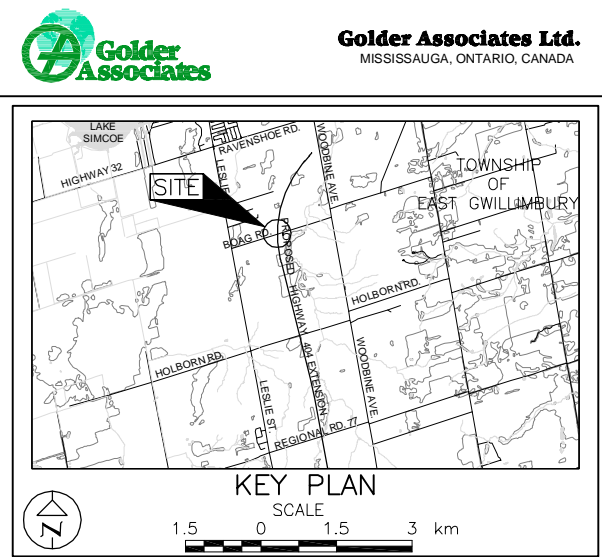 Golder
Associates
Golder Associates Ltd.
MISSISSAUGA, ONTARIO, CANADA
LAKE
SIMCOE
HIGHWAY 32
RAVENSHOE RD.
LESLIE
WOODBINE AVE.
TOWNSHIP
OF
EAST GWILLIMBURY
SITE
BOAG RD.
PROPOSED HIGHWAY 404 EXTENSION
HOLBORN RD.
HOLBORN RD.
WOODBINE AVE.
LESLIE ST.
REGIONAL RD. 77
KEY PLAN
SCALE
1.5 0 1.5 3 km
N